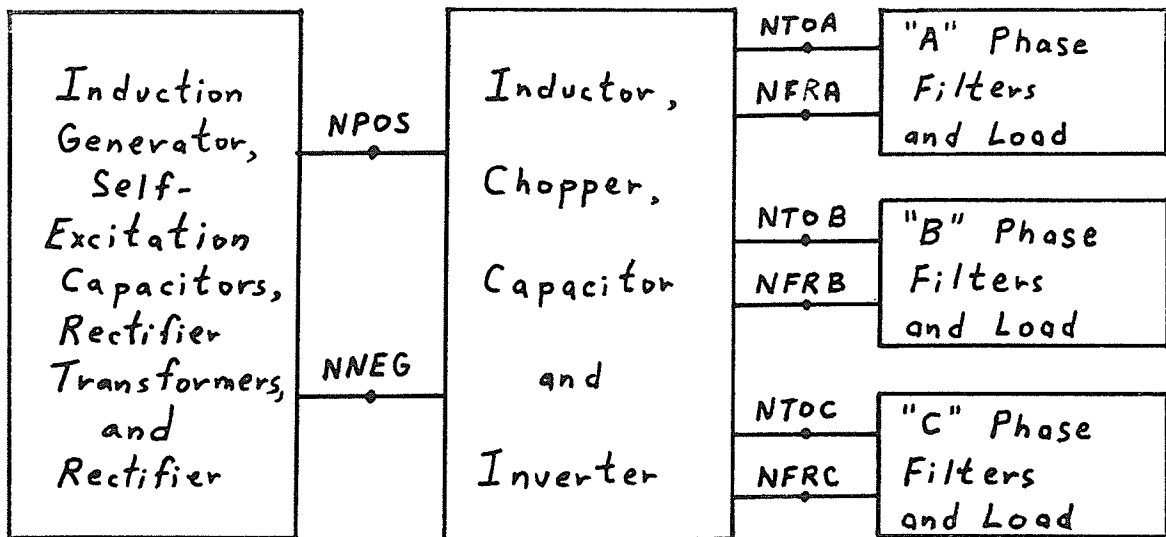 Induction
Generator,
Self-
Excitation
Capacitors,
Rectifier
Transformers,
and
Rectifier
NPOS
NNEG
Inductor,
Chopper,
Capacitor
and
Inverter
NTOA
NFRA
"A" Phase
Filters
and Load
NTOB
NFRB
"B" Phase
Filters
and Load
NTOC
NFRC
"C" Phase
Filters
and Load